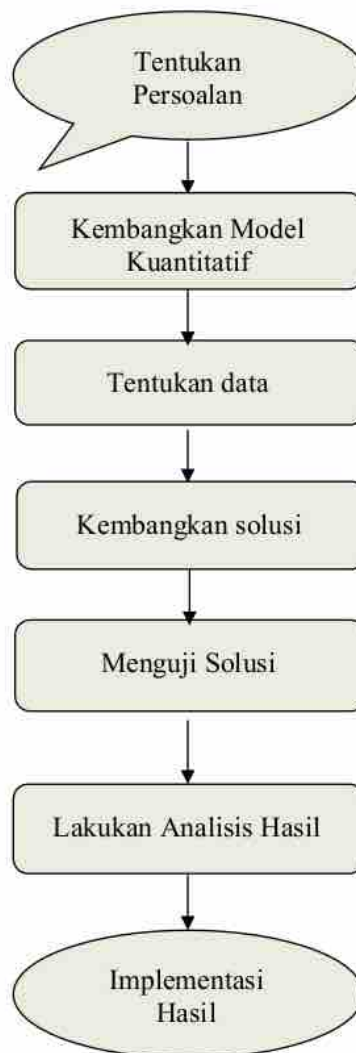 Tentukan
Persoalan
Kembangkan Model
Kuantitatif
Tentukan data
Kembangkan solusi
Menguji Solusi
Lakukan Analisis Hasil
Implementasi
Hasil